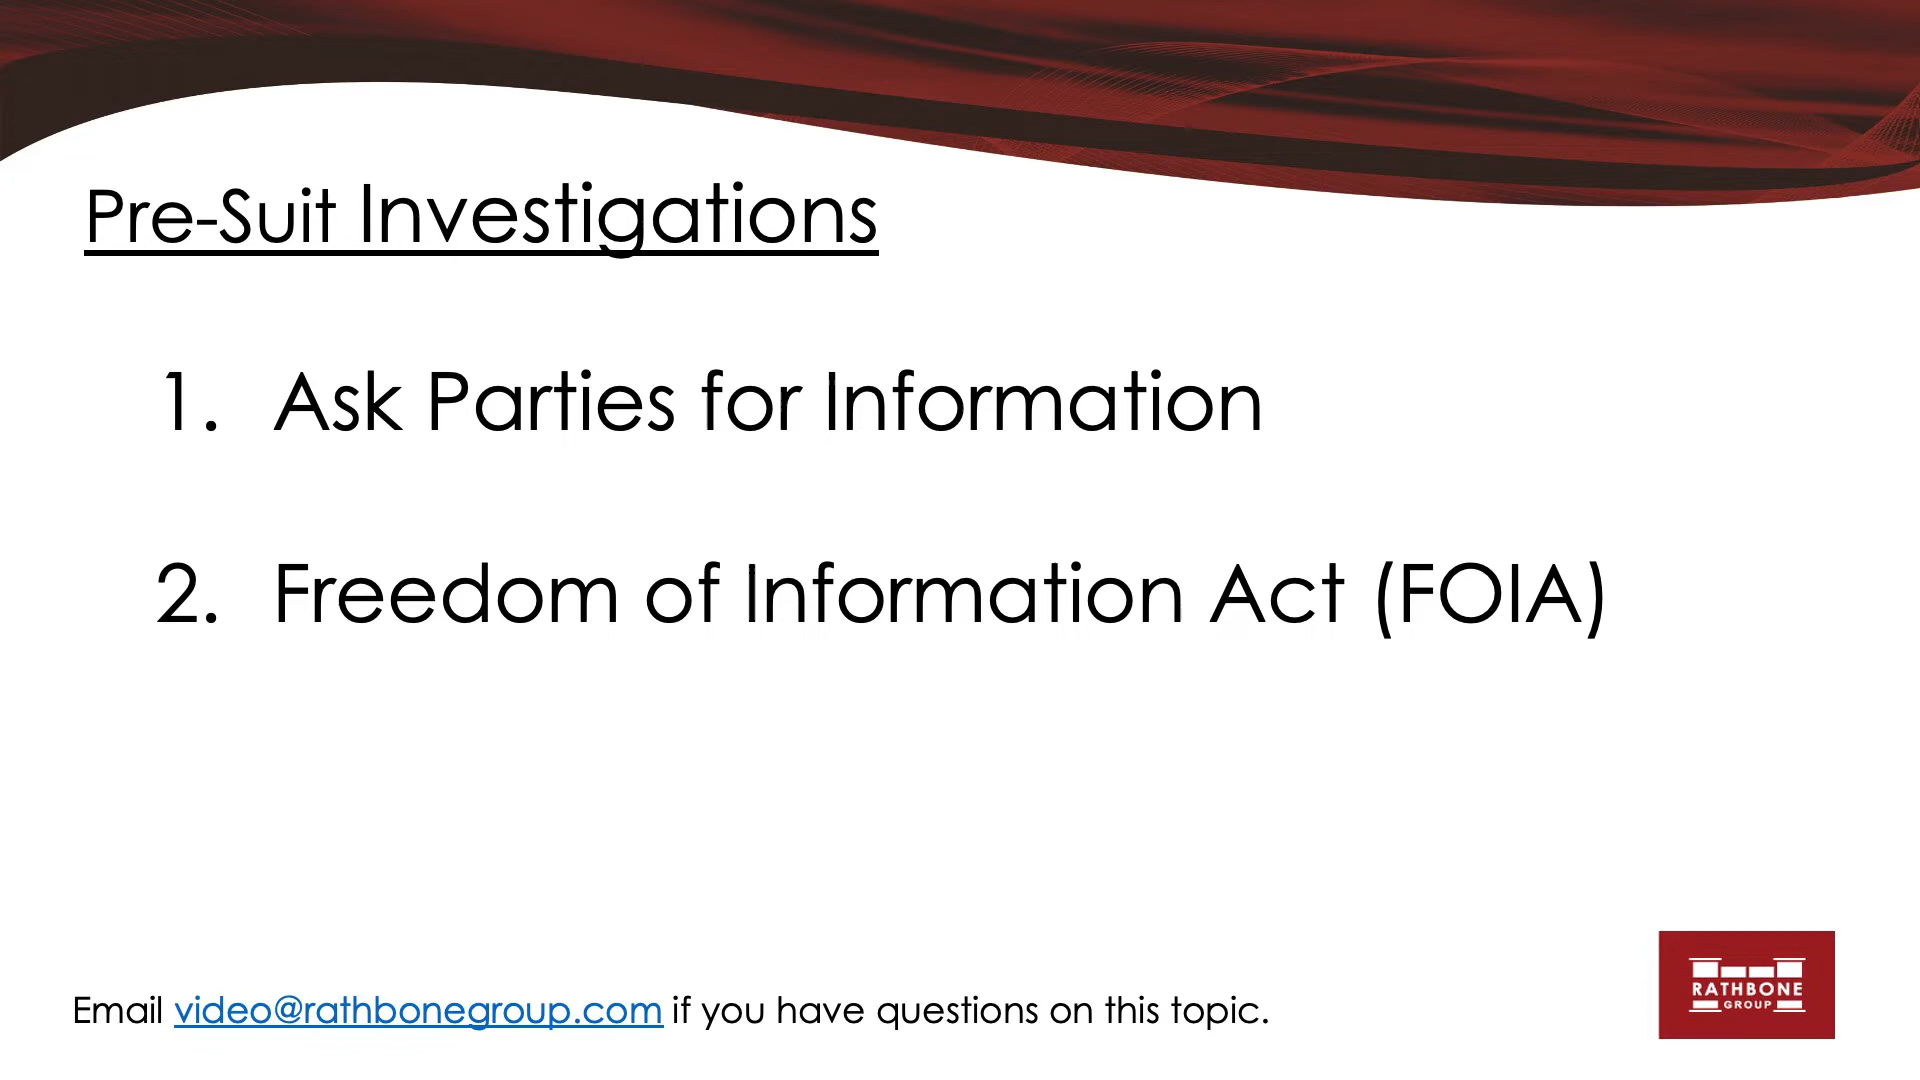 Pre-Suit Investigations
1. Ask Parties for Information
2. Freedom of Information Act (FOIA)
Email video@rathbonegroup.com if you have questions on this topic.
RATHBONE
GROUP